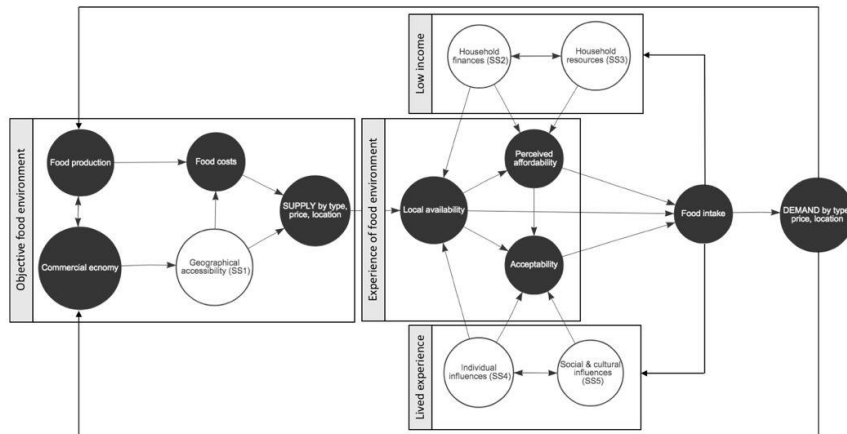 Low income
Household
finances (SS2)
Household
resources (SS3)
Objective food environment
Food production
Food costs
SUPPLY by type,
price, location
Commercial ecnomy
Geographical
accessibility (SS1)
Experience of food environment
Perceived
affordability
Local availability
Acceptability
Food intake
DEMAND by type
price, location
Lived experience
Individual
influences (SS4)
Social & cultural
influences
(SS5)